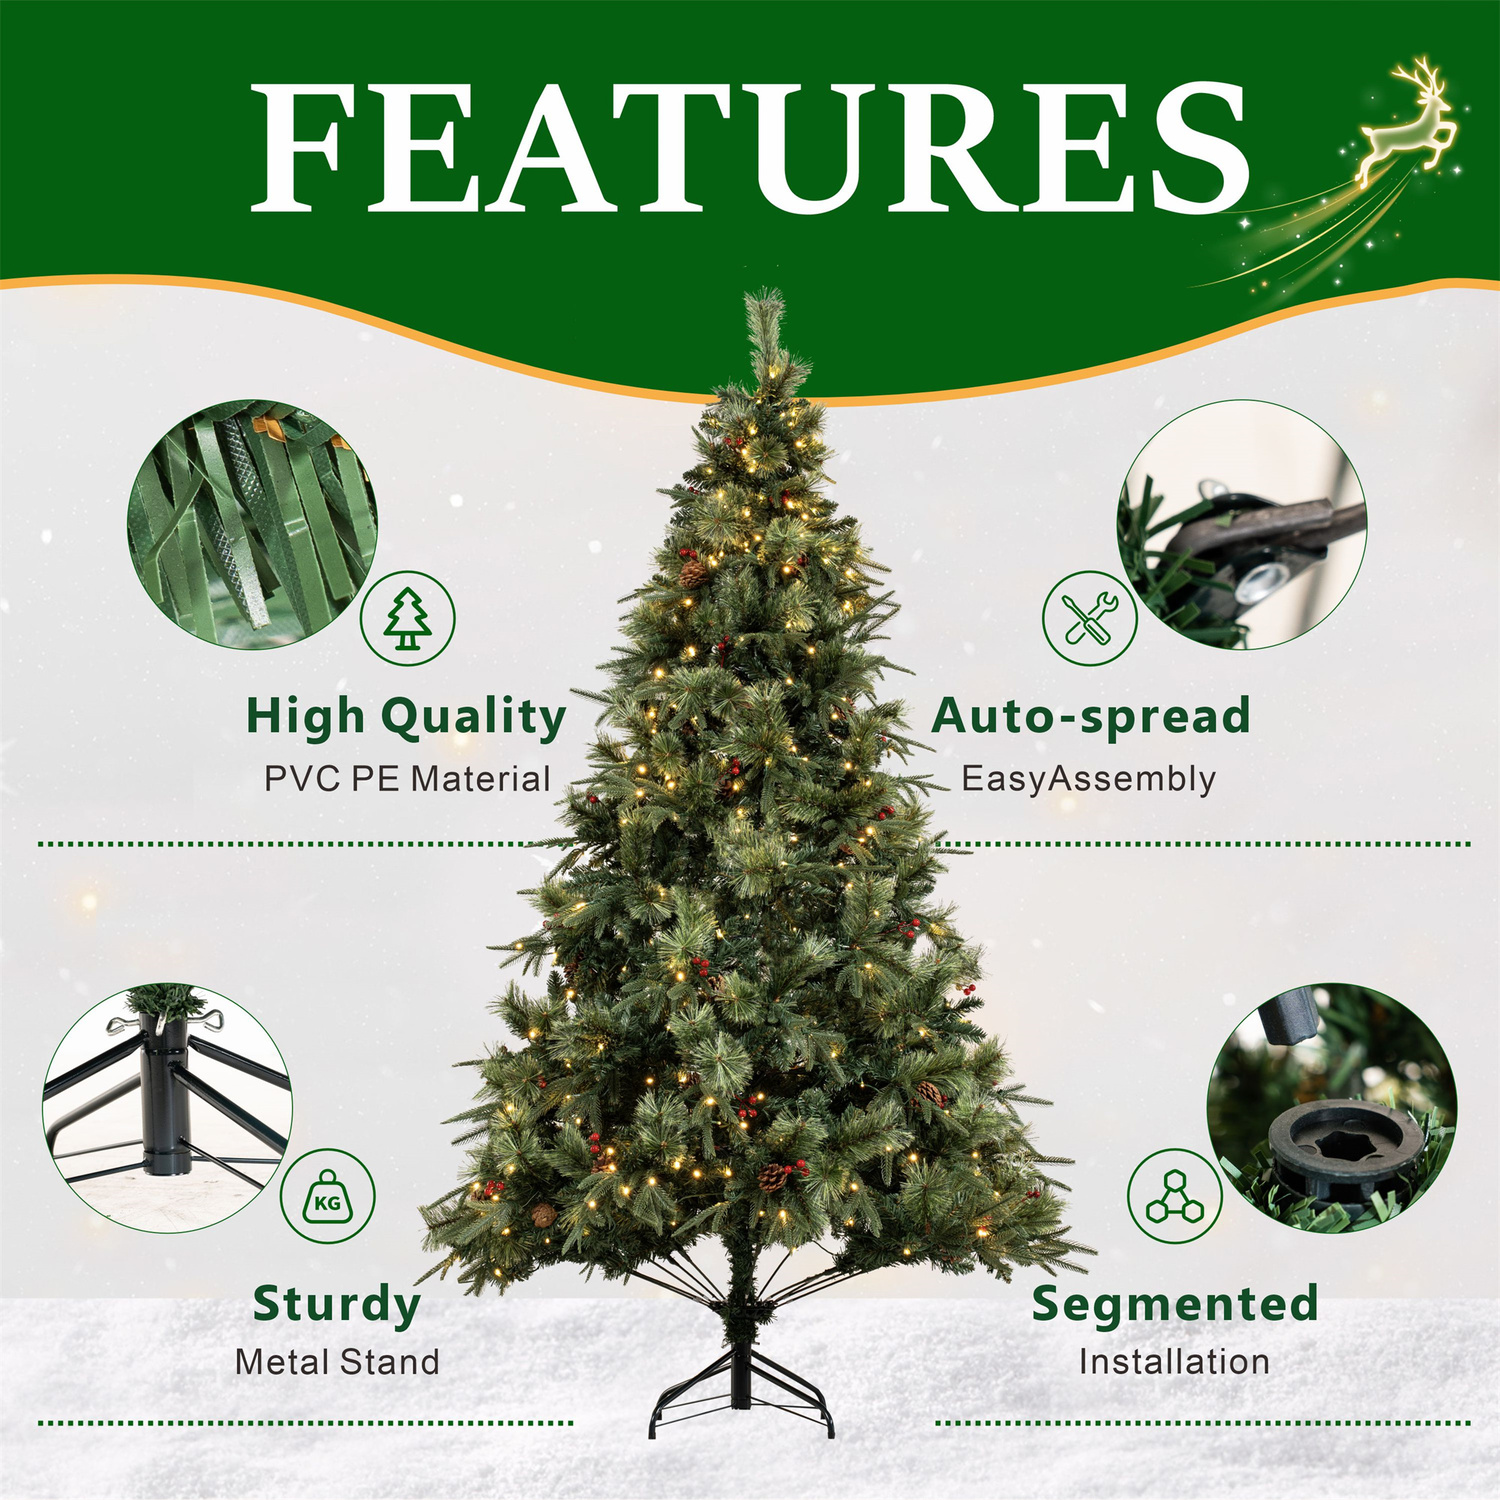 FEATURES
High Quality
PVC PE Material
Auto-spread
EasyAssembly
KG
Sturdy
Metal Stand
Segmented
Installation